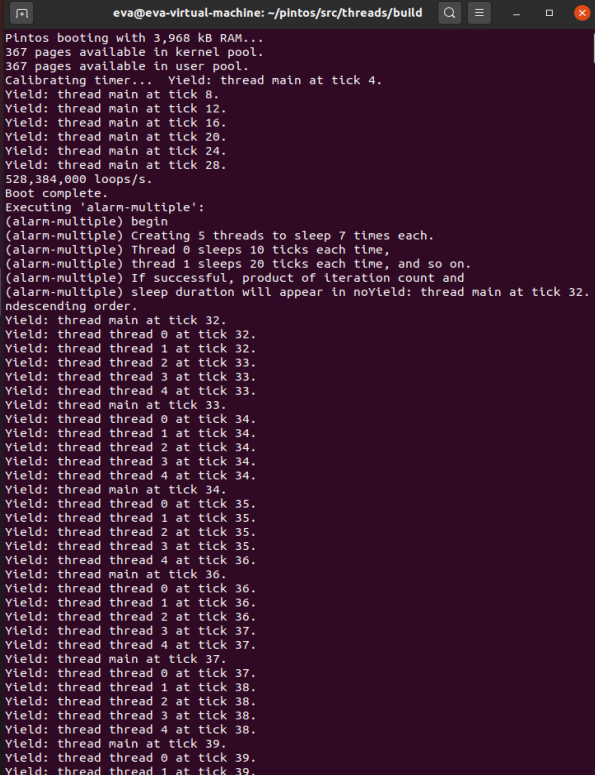 eva@eva-virtual-machine: ~/pintos/src/threads/build
Pintos booting with 3,968 kB RAM...
367 pages available in kernel pool.
367 pages available in user pool.
Calibrating timer...  Yield: thread main at tick 4.
Yield: thread main at tick 8.
Yield: thread main at tick 12.
Yield: thread main at tick 16.
Yield: thread main at tick 20.
Yield: thread main at tick 24.
Yield: thread main at tick 28.
528,384,000 loops/s.
Boot complete.
Executing 'alarm-multiple':
(alarm-multiple) begin
(alarm-multiple) Creating 5 threads to sleep 7 times each.
(alarm-multiple) Thread 0 sleeps 10 ticks each time,
(alarm-multiple) thread 1 sleeps 20 ticks each time, and so on.
(alarm-multiple) If successful, product of iteration count and
(alarm-multiple) sleep duration will appear in noYield: thread main at tick 32.
ndescending order.
Yield: thread main at tick 32.
Yield: thread thread 0 at tick 32.
Yield: thread thread 1 at tick 32.
Yield: thread thread 2 at tick 33.
Yield: thread thread 3 at tick 33.
Yield: thread thread 4 at tick 33.
Yield: thread main at tick 33.
Yield: thread thread 0 at tick 34.
Yield: thread thread 1 at tick 34.
Yield: thread thread 2 at tick 34.
Yield: thread thread 3 at tick 34.
Yield: thread thread 4 at tick 34.
Yield: thread main at tick 34.
Yield: thread thread 0 at tick 35.
Yield: thread thread 1 at tick 35.
Yield: thread thread 2 at tick 35.
Yield: thread thread 3 at tick 35.
Yield: thread thread 4 at tick 36.
Yield: thread main at tick 36.
Yield: thread thread 0 at tick 36.
Yield: thread thread 1 at tick 36.
Yield: thread thread 2 at tick 36.
Yield: thread thread 3 at tick 37.
Yield: thread thread 4 at tick 37.
Yield: thread main at tick 37.
Yield: thread thread 0 at tick 37.
Yield: thread thread 1 at tick 38.
Yield: thread thread 2 at tick 38.
Yield: thread thread 3 at tick 38.
Yield: thread thread 4 at tick 38.
Yield: thread main at tick 39.
Yield: thread thread 0 at tick 39.
Yield: thread thread 1 at tick 39.